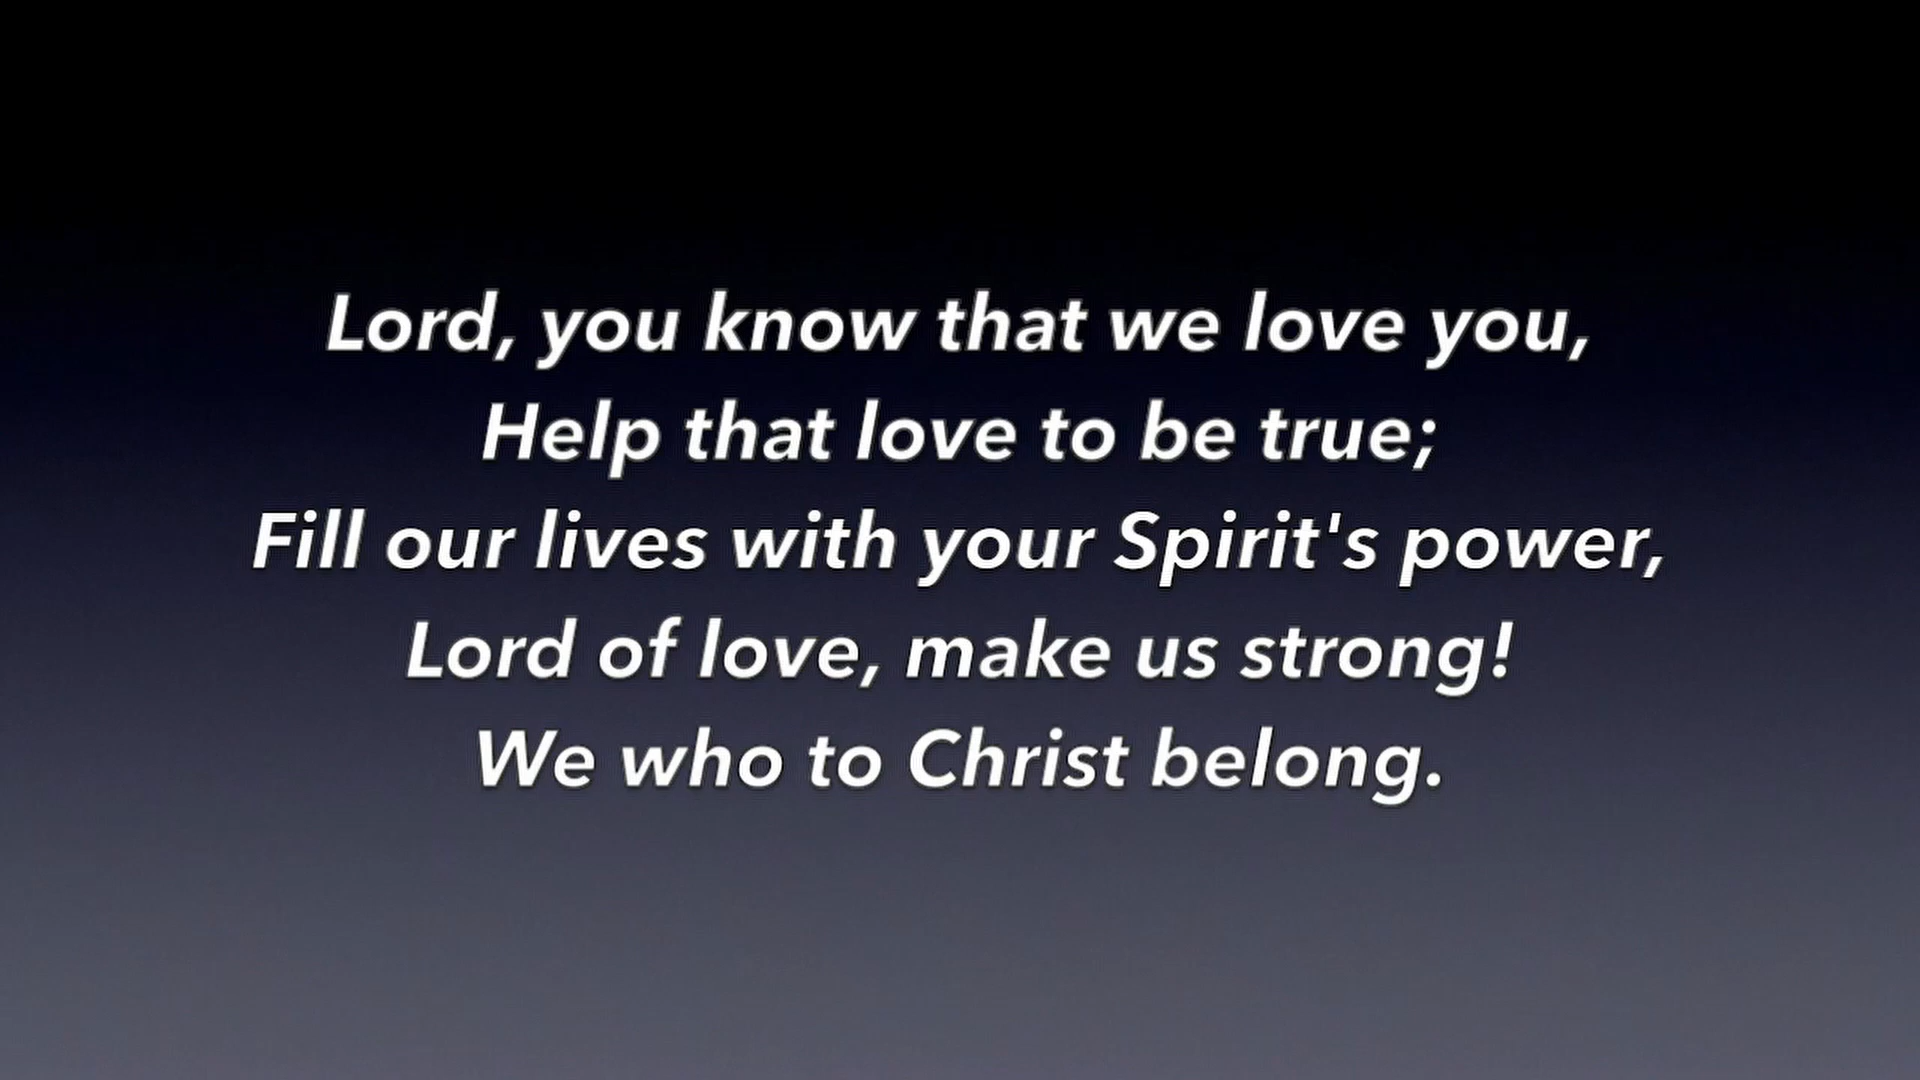 Lord, you know that we love you,
Help that love to be true;
Fill our lives with your Spirit's power,
Lord of love, make us strong!
We who to Christ belong.